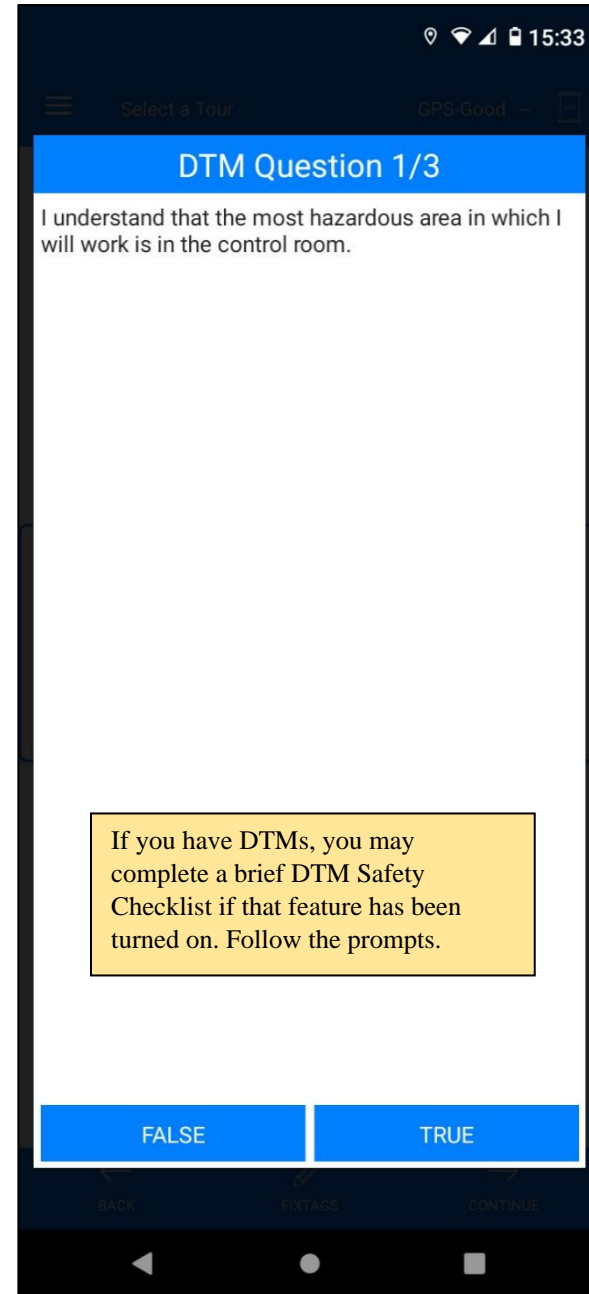 15:33
Select a Tour GPS-Good –
DTM Question 1/3
I understand that the most hazardous area in which I
will work is in the control room.
If you have DTMs, you may
complete a brief DTM Safety
Checklist if that feature has been
turned on. Follow the prompts.
FALSE TRUE
BACK FIXTAGS CONTINUE